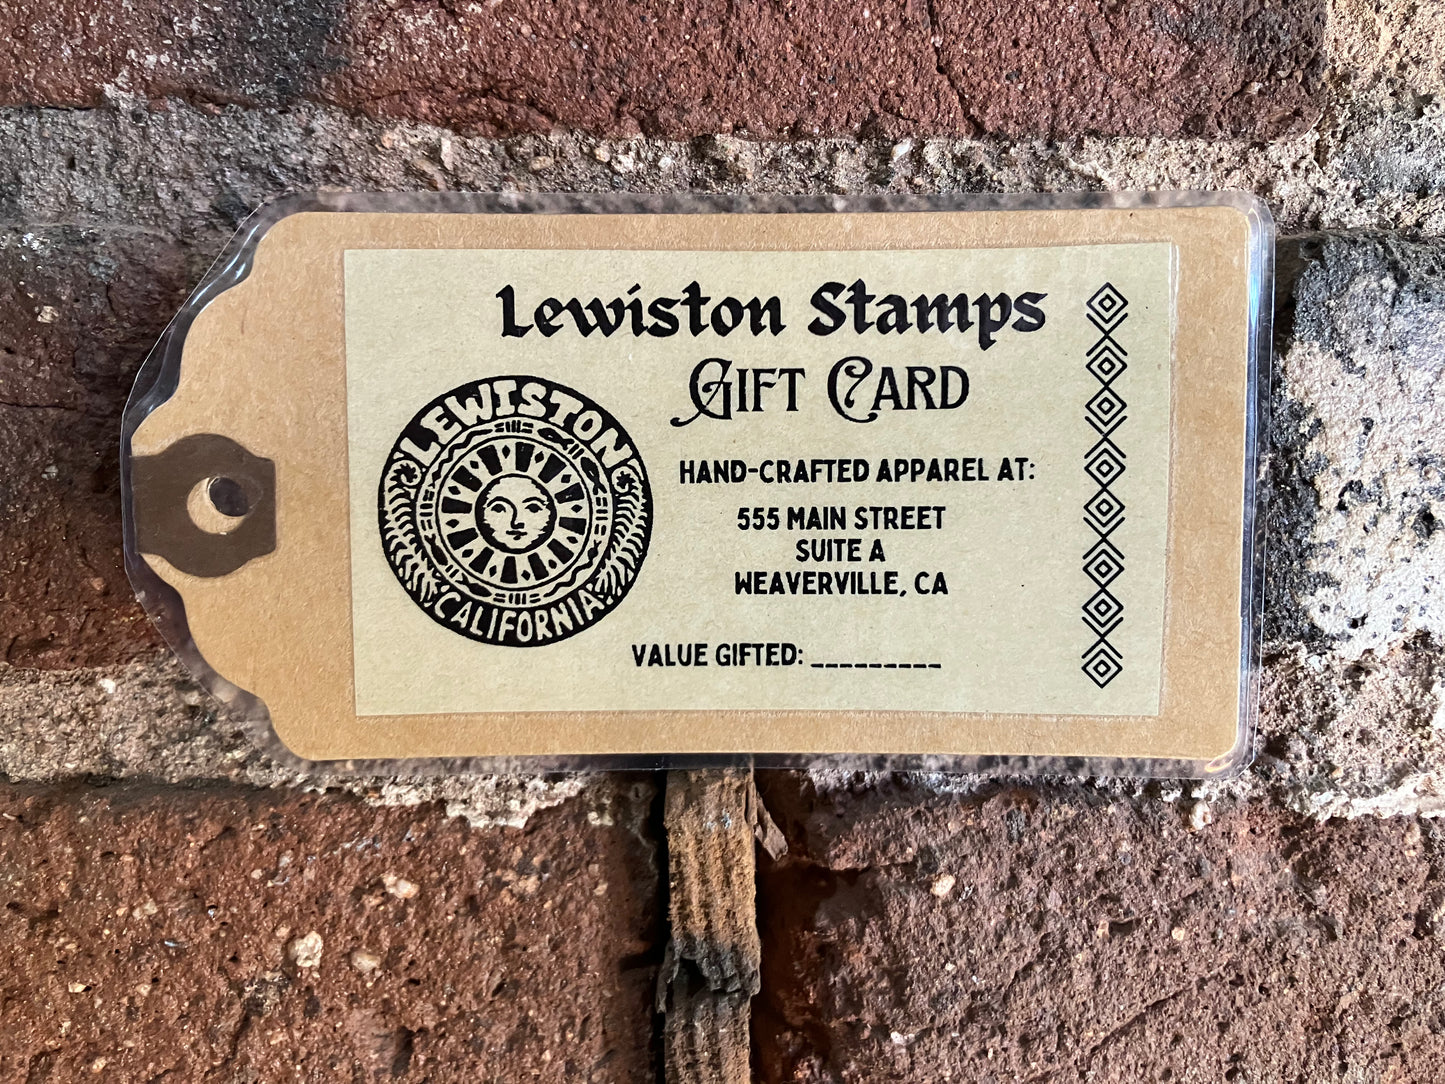 Lewiston Stamps
GIFT CARD
LEWISTON
CALIFORNIA
HAND-CRAFTED APPAREL AT:
555 MAIN STREET
SUITE A
WEAVERVILLE, CA
VALUE GIFTED: _________